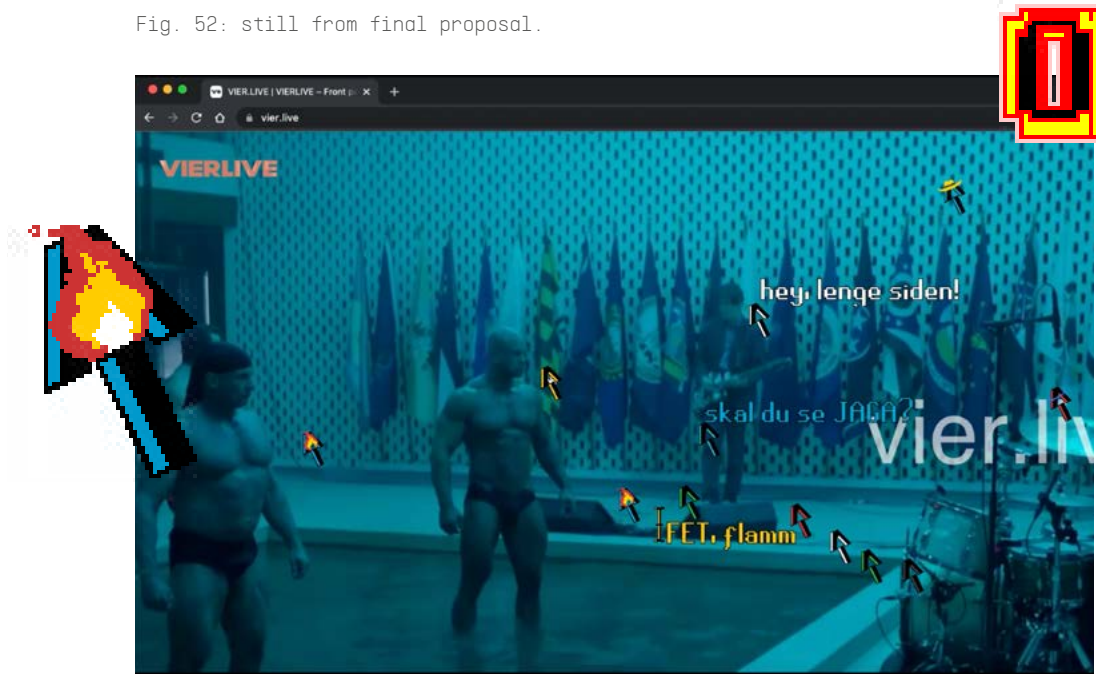 Fig. 52: still from final proposal.
VIER.LIVE | VIERLIVE – Front p
vier.live
VIERLIVE
hey, lenge siden!
skal du se JAGA?
vier.liv
FET, flamm